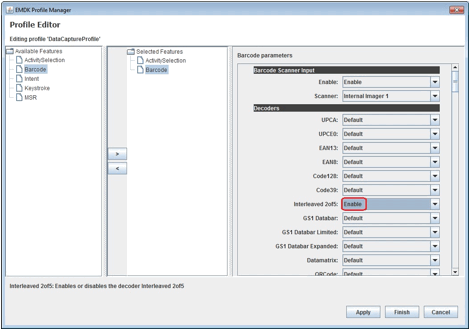 EMDK Profile Manager
Profile Editor
Editing profile 'DataCaptureProfile'
Available Features
ActivitySelection
Barcode
Intent
Keystroke
MSR
>
<
Selected Features
ActivitySelection
Barcode
Barcode parameters
Barcode Scanner Input
Enable: Enable
Scanner: Internal Imager 1
Decoders
UPCA: Default
UPCE0: Default
EAN13: Default
EAN8: Default
Code128: Default
Code39: Default
Interleaved 2of5: Enable
GS1 Databar: Default
GS1 Databar Limited: Default
GS1 Databar Expanded: Default
Datamatrix: Default
QRCode: Default
Interleaved 2of5: Enables or disables the decoder Interleaved 2of5
Apply Finish Cancel